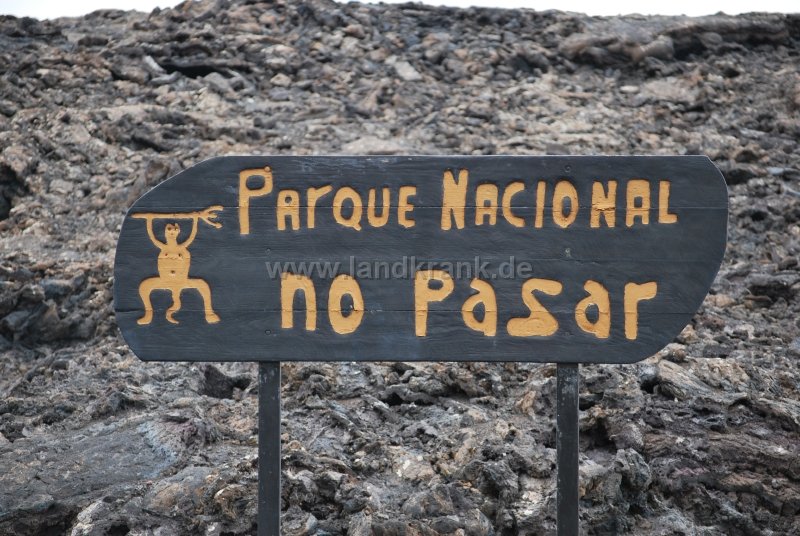 Parque Nacional
www.landkrank.de
no pasar